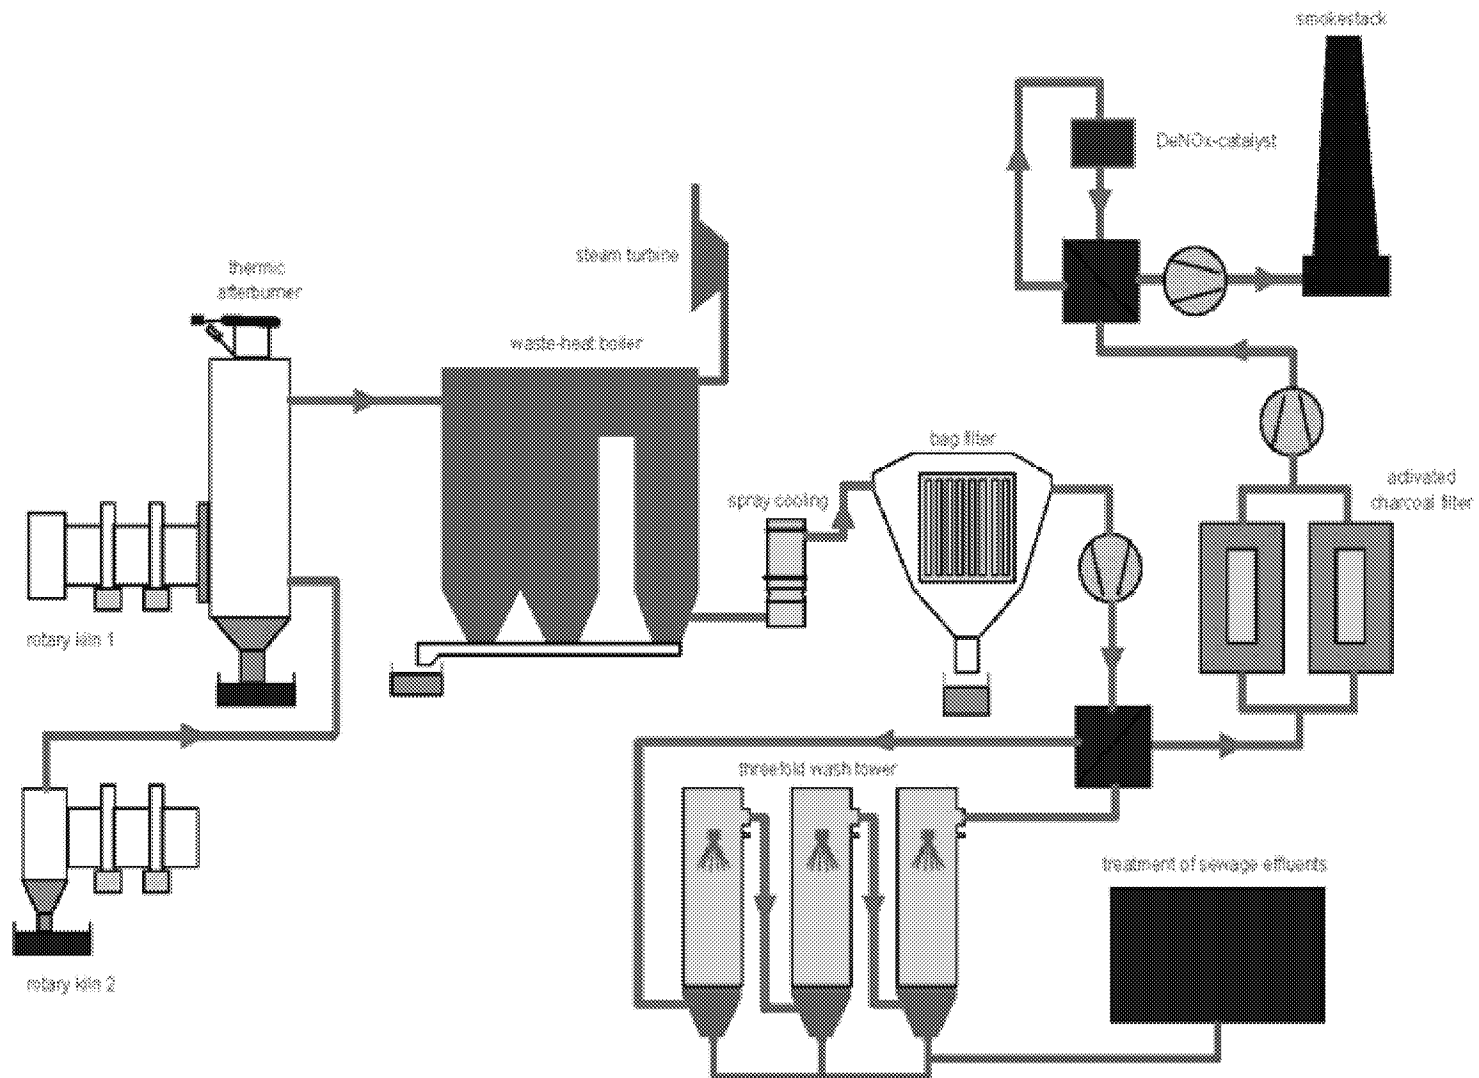 smokestack
DeNOx-catalyst
steam turbine
thermic
afterburner
waste-heat boiler
bag filter
spray cooling
activated
charcoal filter
rotary kiln 1
threefold wash tower
treatment of sewage effluents
rotary kiln 2